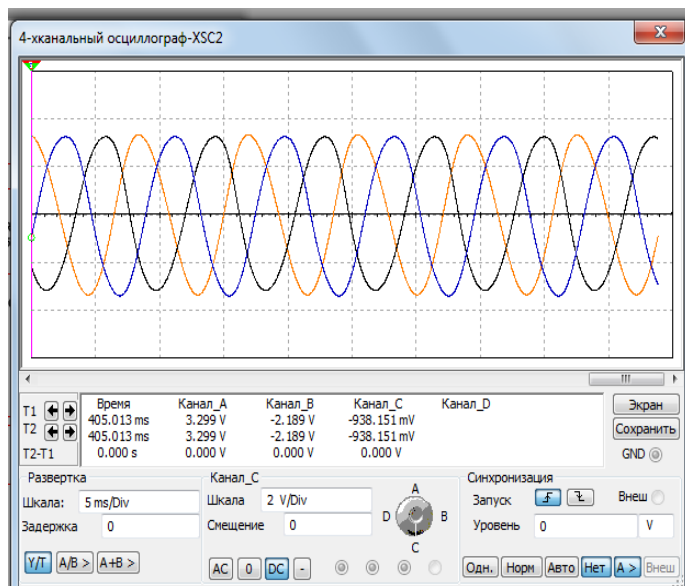 4-хканальный осциллограф-XSC2
X
T1
T2
T2-T1
Время Канал_A Канал_B Канал_C Канал_D
405.013 ms 3.299 V -2.189 V -938.151 mV
405.013 ms 3.299 V -2.189 V -938.151 mV
0.000 s 0.000 V 0.000 V 0.000 V
Экран
Сохранить
GND
Развертка
Шкала: 5 ms/Div
Задержка 0
Y/T A/B > A+B >
Канал_C
Шкала 2 V/Div
Смещение 0
AC 0 DC -
A
D B
C
Синхронизация
Запуск Внеш
Уровень 0 V
Одн. Норм Авто Нет A > Внеш